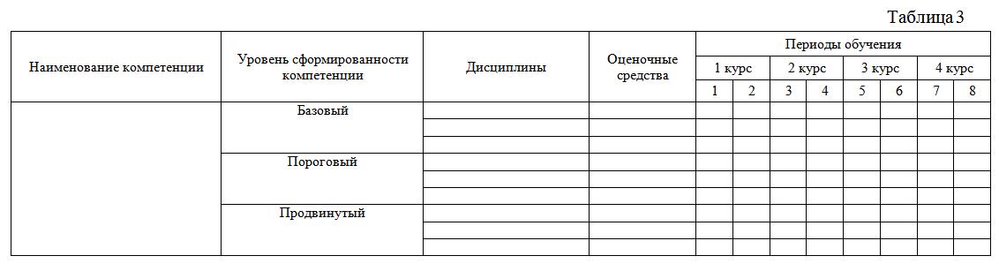 Таблица 3
Наименование компетенции
Уровень сформированности
компетенции
Дисциплины
Оценочные
средства
Периоды обучения
1 курс 2 курс 3 курс 4 курс
1 2 3 4 5 6 7 8
Базовый
Пороговый
Продвинутый